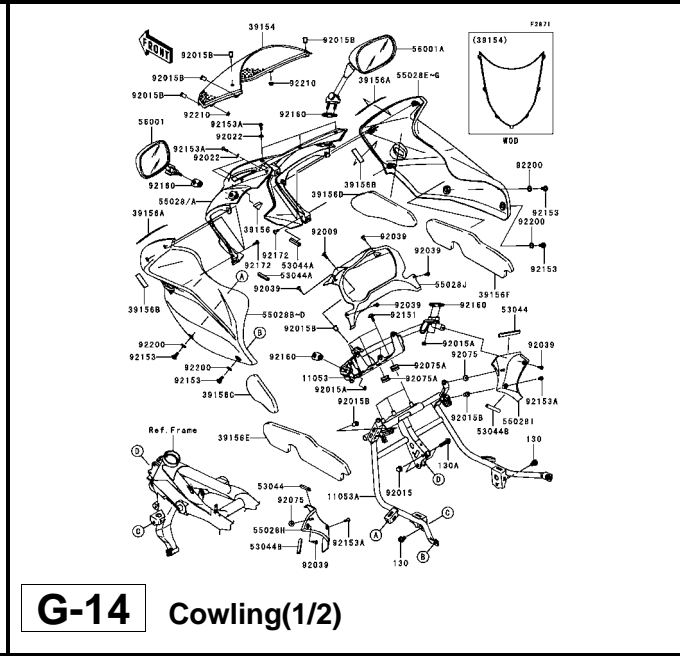 39154
92015B
FRONT
F2871
(39154)
WOD
92015B
56001A
39156A
55028E~G
92015B
92015B
92210
92210
92153A
92022
92160
56001
92153A
92022
92160
55028/A
39156A
39156
39156B
39156D
92200
92153
92200
92153
92172
92172
53044A
53044A
92009
92039
92039
39156F
39156B
A
55028B~D
B
92039
55028J
92039
92151
92160
53044
92015B
92015A
92075
92039
92200
92153
92200
92153
92160
11053
92015A
92075A
92075A
92153A
39156C
92015B
92015B
55028I
53044B
130
39156E
Ref.Frame
D
C
130A
D
92015
11053A
53044
92075
55028H
53044B
92153A
92039
A
C
B
130
G-14 Cowling(1/2)